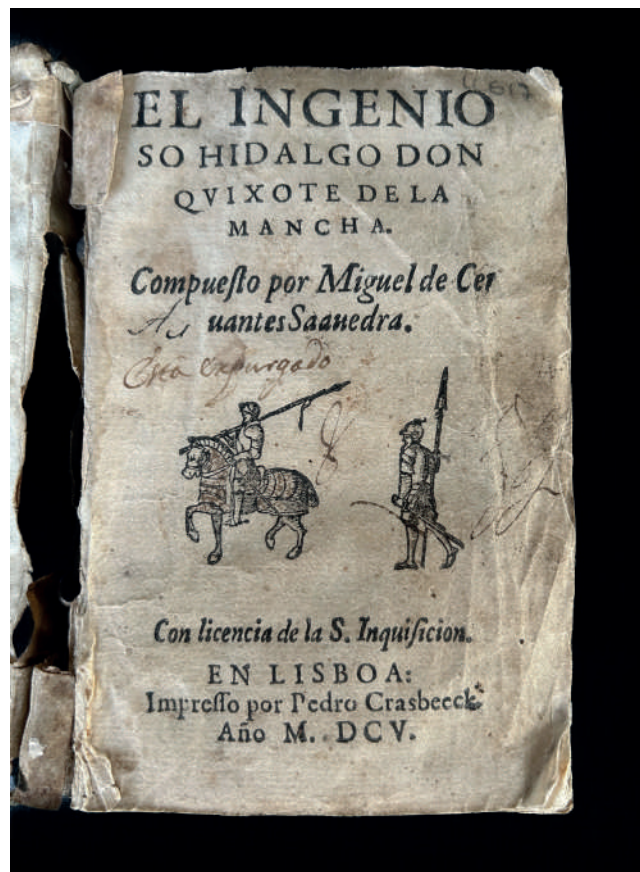 EL INGENIO
SO HIDALGO DON
QVIXOTE DE LA
MANCHA.
Compueſto por Miguel de Cer
uantes Saauedra.
Esta expurgado
Con licencia de la S. Inquiſicion.
EN LISBOA:
Impreſſo por Pedro Crasbeeck
Año M. DCV.